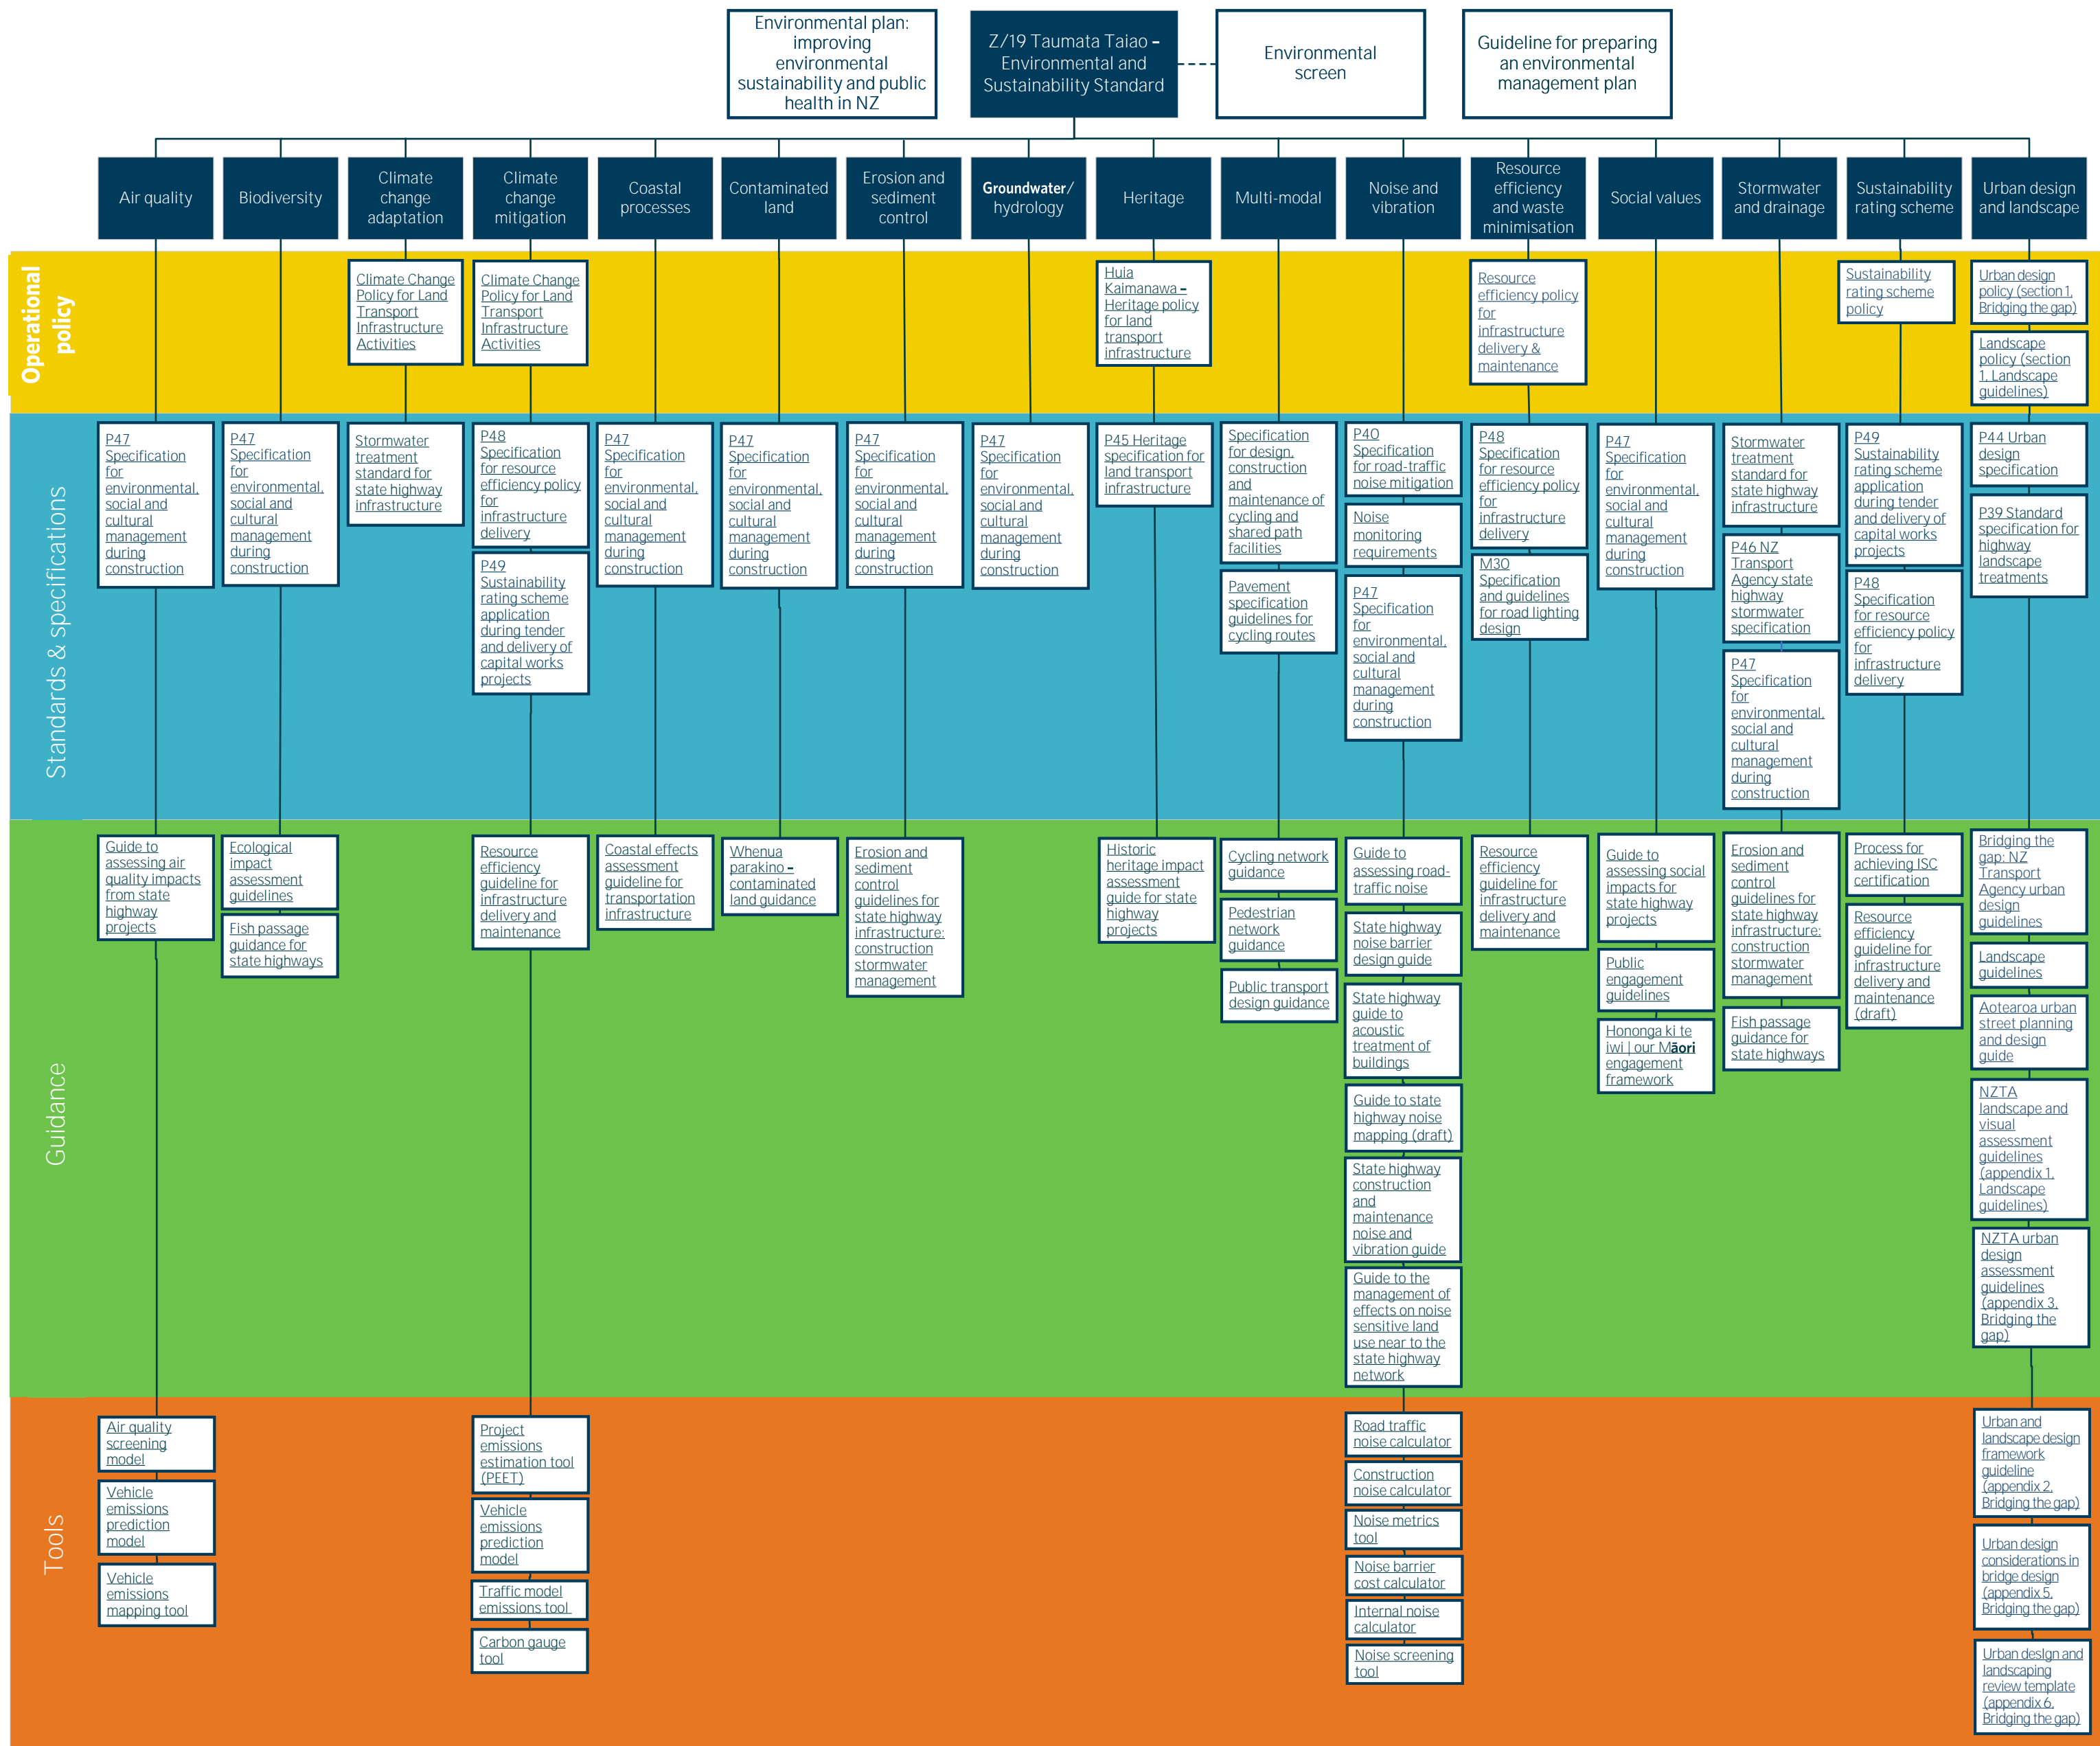 Environmental plan:
improving
environmental
sustainability and public
health in NZ
Z/19 Taumata Taiao –
Environmental and
Sustainability Standard
Environmental
screen
Guideline for preparing
an environmental
management plan
Air quality
Biodiversity
Climate
change
adaptation
Climate
change
mitigation
Coastal
processes
Contaminated
land
Erosion and
sediment
control
Groundwater/
hydrology
Heritage
Multi-modal
Noise and
vibration
Resource
efficiency
and waste
minimisation
Social values
Stormwater
and drainage
Sustainability
rating scheme
Urban design
and landscape
Operational
policy
Climate Change
Policy for Land
Transport
Infrastructure
Activities
Climate Change
Policy for Land
Transport
Infrastructure
Activities
Huia
Kaimanawa –
Heritage policy
for land
transport
infrastructure
Resource
efficiency policy
for
infrastructure
delivery &
maintenance
Sustainability
rating scheme
policy
Urban design
policy (section 1,
Bridging the gap)
Landscape
policy (section
1, Landscape
guidelines)
Standards & specifications
P47
Specification
for
environmental,
social and
cultural
management
during
construction
P47
Specification
for
environmental,
social and
cultural
management
during
construction
Stormwater
treatment
standard for
state highway
infrastructure
P48
Specification
for resource
efficiency policy
for
infrastructure
delivery
P49
Sustainability
rating scheme
application
during tender
and delivery of
capital works
projects
P47
Specification
for
environmental,
social and
cultural
management
during
construction
P47
Specification
for
environmental,
social and
cultural
management
during
construction
P47
Specification
for
environmental,
social and
cultural
management
during
construction
P47
Specification
for
environmental,
social and
cultural
management
during
construction
P45 Heritage
specification for
land transport
infrastructure
Specification
for design,
construction
and
maintenance of
cycling and
shared path
facilities
Pavement
specification
guidelines for
cycling routes
P40
Specification
for road-traffic
noise mitigation
Noise
monitoring
requirements
P47
Specification
for
environmental,
social and
cultural
management
during
construction
P48
Specification
for resource
efficiency policy
for
infrastructure
delivery
M30
Specification
and guidelines
for road lighting
design
P47
Specification
for
environmental,
social and
cultural
management
during
construction
Stormwater
treatment
standard for
state highway
infrastructure
P46 NZ
Transport
Agency state
highway
stormwater
specification
P47
Specification
for
environmental,
social and
cultural
management
during
construction
P49
Sustainability
rating scheme
application
during tender
and delivery of
capital works
projects
P48
Specification
for resource
efficiency policy
for
infrastructure
delivery
P44 Urban
design
specification
P39 Standard
specification for
highway
landscape
treatments
Guidance
Guide to
assessing air
quality impacts
from state
highway
projects
Ecological
impact
assessment
guidelines
Fish passage
guidance for
state highways
Resource
efficiency
guideline for
infrastructure
delivery and
maintenance
Coastal effects
assessment
guideline for
transportation
infrastructure
Whenua
parakino –
contaminated
land guidance
Erosion and
sediment
control
guidelines for
state highway
infrastructure:
construction
stormwater
management
Historic
heritage impact
assessment
guide for state
highway
projects
Cycling network
guidance
Pedestrian
network
guidance
Public transport
design guidance
Guide to
assessing road-
traffic noise
State highway
noise barrier
design guide
State highway
guide to
acoustic
treatment of
buildings
Guide to state
highway noise
mapping (draft)
State highway
construction
and
maintenance
noise and
vibration guide
Guide to the
management of
effects on noise
sensitive land
use near to the
state highway
network
Resource
efficiency
guideline for
infrastructure
delivery and
maintenance
Guide to
assessing social
impacts for
state highway
projects
Public
engagement
guidelines
Hononga ki te
iwi | our Māori
engagement
framework
Erosion and
sediment
control
guidelines for
state highway
infrastructure:
construction
stormwater
management
Fish passage
guidance for
state highways
Process for
achieving ISC
certification
Resource
efficiency
guideline for
infrastructure
delivery and
maintenance
(draft)
Bridging the
gap: NZ
Transport
Agency urban
design
guidelines
Landscape
guidelines
Aotearoa urban
street planning
and design
guide
NZTA
landscape and
visual
assessment
guidelines
(appendix 1,
Landscape
guidelines)
NZTA urban
design
assessment
guidelines
(appendix 3,
Bridging the
gap)
Tools
Air quality
screening
model
Vehicle
emissions
prediction
model
Vehicle
emissions
mapping tool
Project
emissions
estimation tool
(PEET)
Vehicle
emissions
prediction
model
Traffic model
emissions tool
Carbon gauge
tool
Road traffic
noise calculator
Construction
noise calculator
Noise metrics
tool
Noise barrier
cost calculator
Internal noise
calculator
Noise screening
tool
Urban and
landscape design
framework
guideline
(appendix 2,
Bridging the gap)
Urban design
considerations in
bridge design
(appendix 5,
Bridging the gap)
Urban design and
landscaping
review template
(appendix 6,
Bridging the gap)